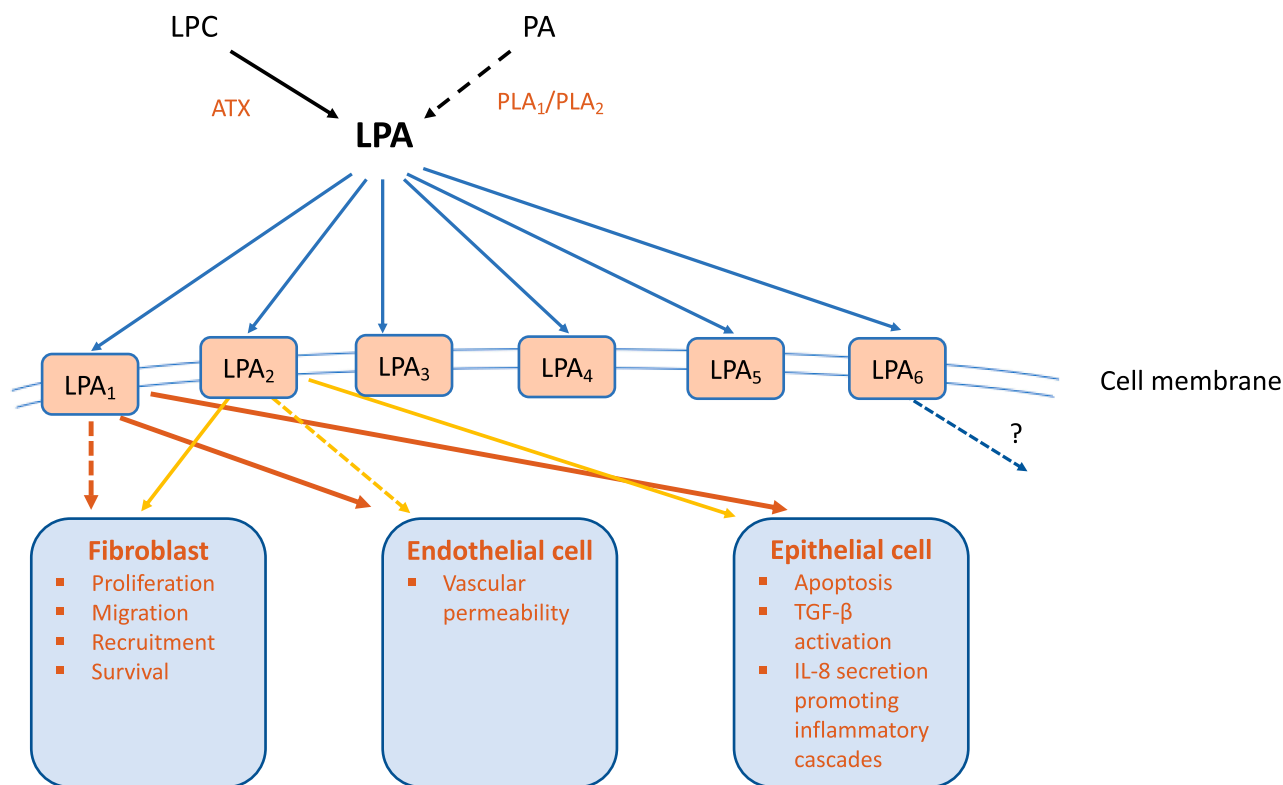 LPC
PA
ATX
PLA₁/PLA₂
LPA
LPA₁
LPA₂
LPA₃
LPA₄
LPA₅
LPA₆
Cell membrane
?
Fibroblast
▪ Proliferation
▪ Migration
▪ Recruitment
▪ Survival
Endothelial cell
▪ Vascular
permeability
Epithelial cell
▪ Apoptosis
▪ TGF-β
activation
▪ IL-8 secretion
promoting
inflammatory
cascades